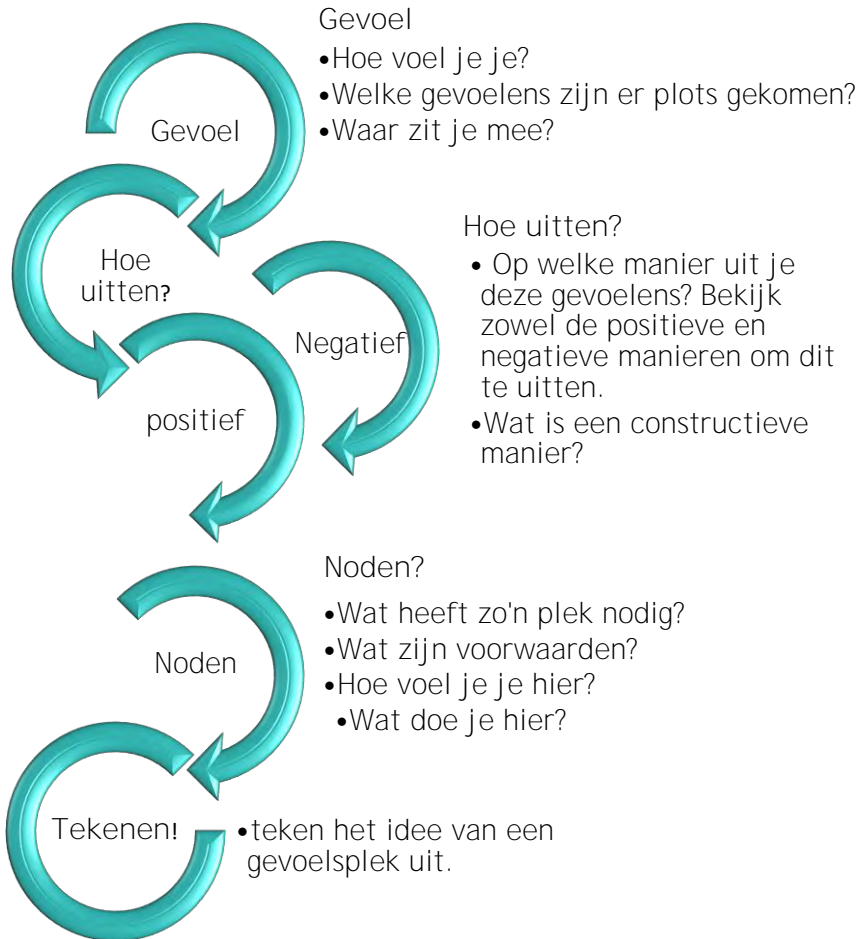 Gevoel
•Hoe voel je je?
•Welke gevoelens zijn er plots gekomen?
•Waar zit je mee?
Gevoel
Hoe
uitten?
Hoe uitten?
• Op welke manier uit je
deze gevoelens? Bekijk
zowel de positieve en
negatieve manieren om dit
te uitten.
•Wat is een constructieve
manier?
Negatief
positief
Noden?
•Wat heeft zo'n plek nodig?
•Wat zijn voorwaarden?
•Hoe voel je je hier?
•Wat doe je hier?
Noden
Tekenen!
•teken het idee van een
gevoelsplek uit.